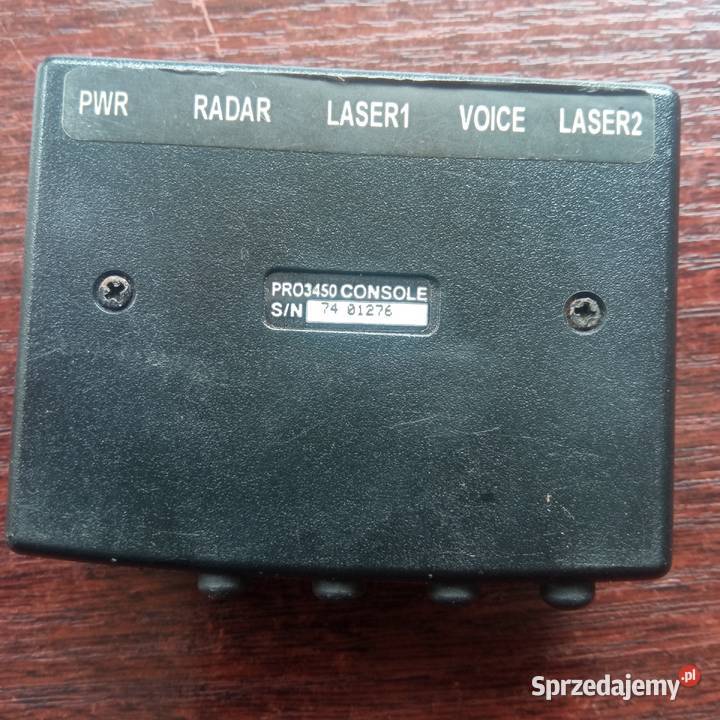 PWR RADAR LASER1 VOICE LASER2
PRO3450 CONSOLE
S/N 74 01276
Sprzedajemy.pl